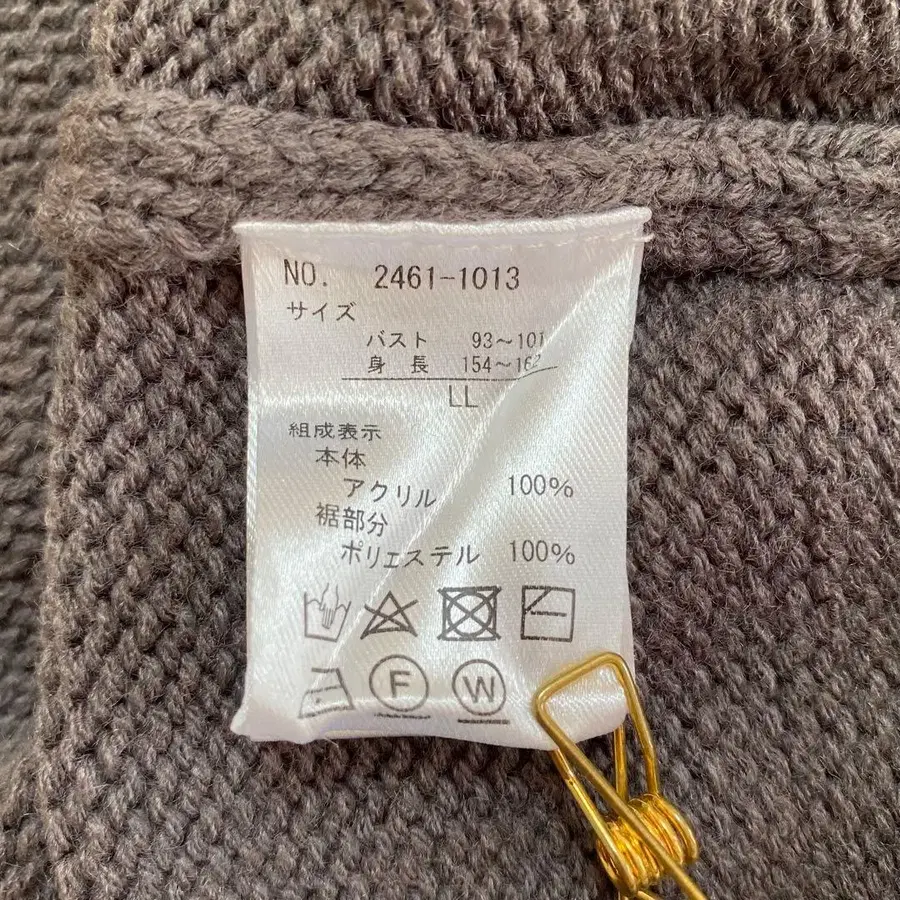 NO. 2461-1013
サイズ
バスト 93～101
身長 154～16
LL
組成表示
本体
アクリル 100%
裾部分
ポリエステル 100%
F W